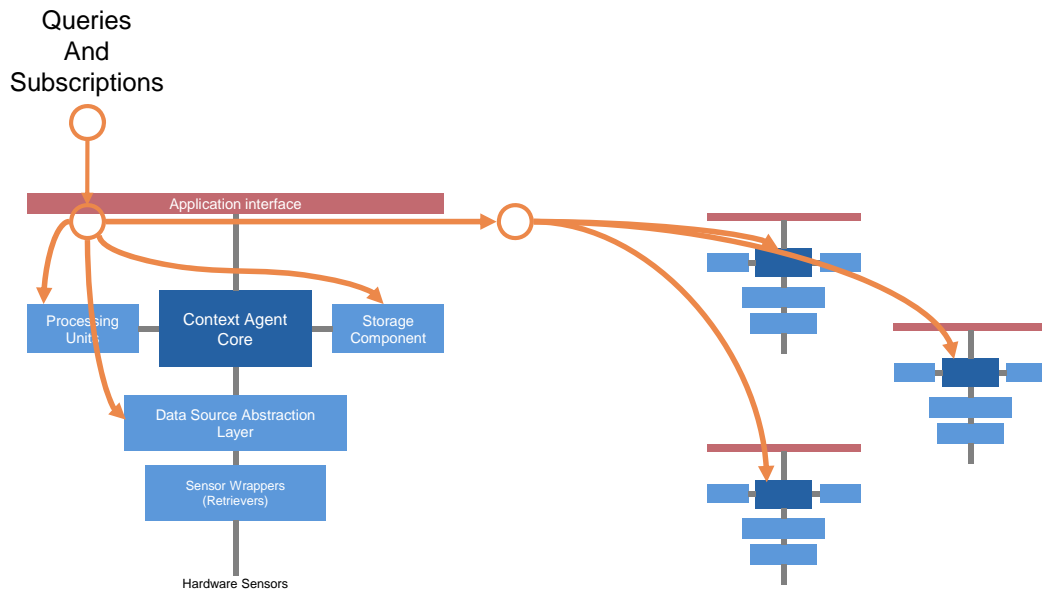 Queries
And
Subscriptions
Application interface
Processing
Units
Context Agent
Core
Storage
Component
Data Source Abstraction
Layer
Sensor Wrappers
(Retrievers)
Hardware Sensors